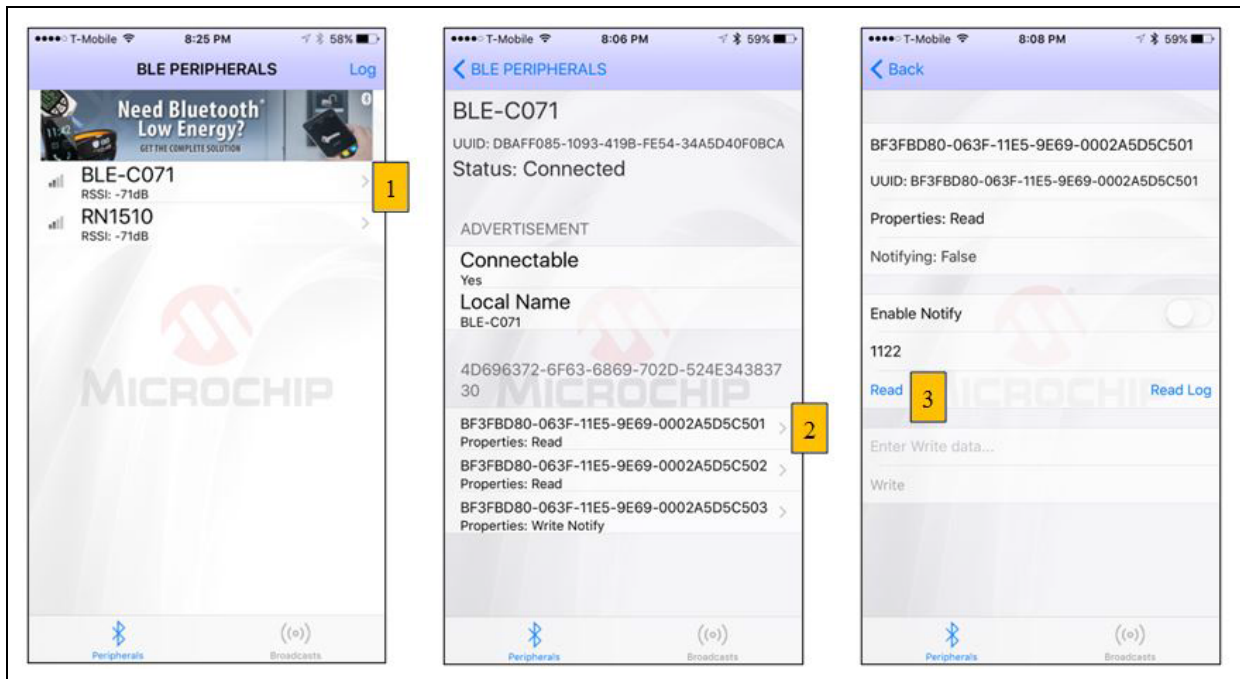 T-Mobile 8:25 PM 58%
BLE PERIPHERALS Log
Need Bluetooth®
Low Energy?
GET THE COMPLETE SOLUTION
BLE-C071
RSSI: -71dB
1
RN1510
RSSI: -71dB
MICROCHIP
Peripherals Broadcasts
T-Mobile 8:06 PM 59%
BLE PERIPHERALS
BLE-C071
UUID: DBAFF085-1093-419B-FE54-34A5D40F0BCA
Status: Connected
ADVERTISEMENT
Connectable
Yes
Local Name
BLE-C071
4D696372-6F63-6869-702D-524E343837
30
MICROCHIP
BF3FBD80-063F-11E5-9E69-0002A5D5C501
Properties: Read
2
BF3FBD80-063F-11E5-9E69-0002A5D5C502
Properties: Read
BF3FBD80-063F-11E5-9E69-0002A5D5C503
Properties: Write Notify
Peripherals Broadcasts
T-Mobile 8:08 PM 59%
Back
BF3FBD80-063F-11E5-9E69-0002A5D5C501
UUID: BF3FBD80-063F-11E5-9E69-0002A5D5C501
Properties: Read
Notifying: False
Enable Notify
1122
Read 3 Read Log
MICROCHIP
Enter Write data...
Write
Peripherals Broadcasts